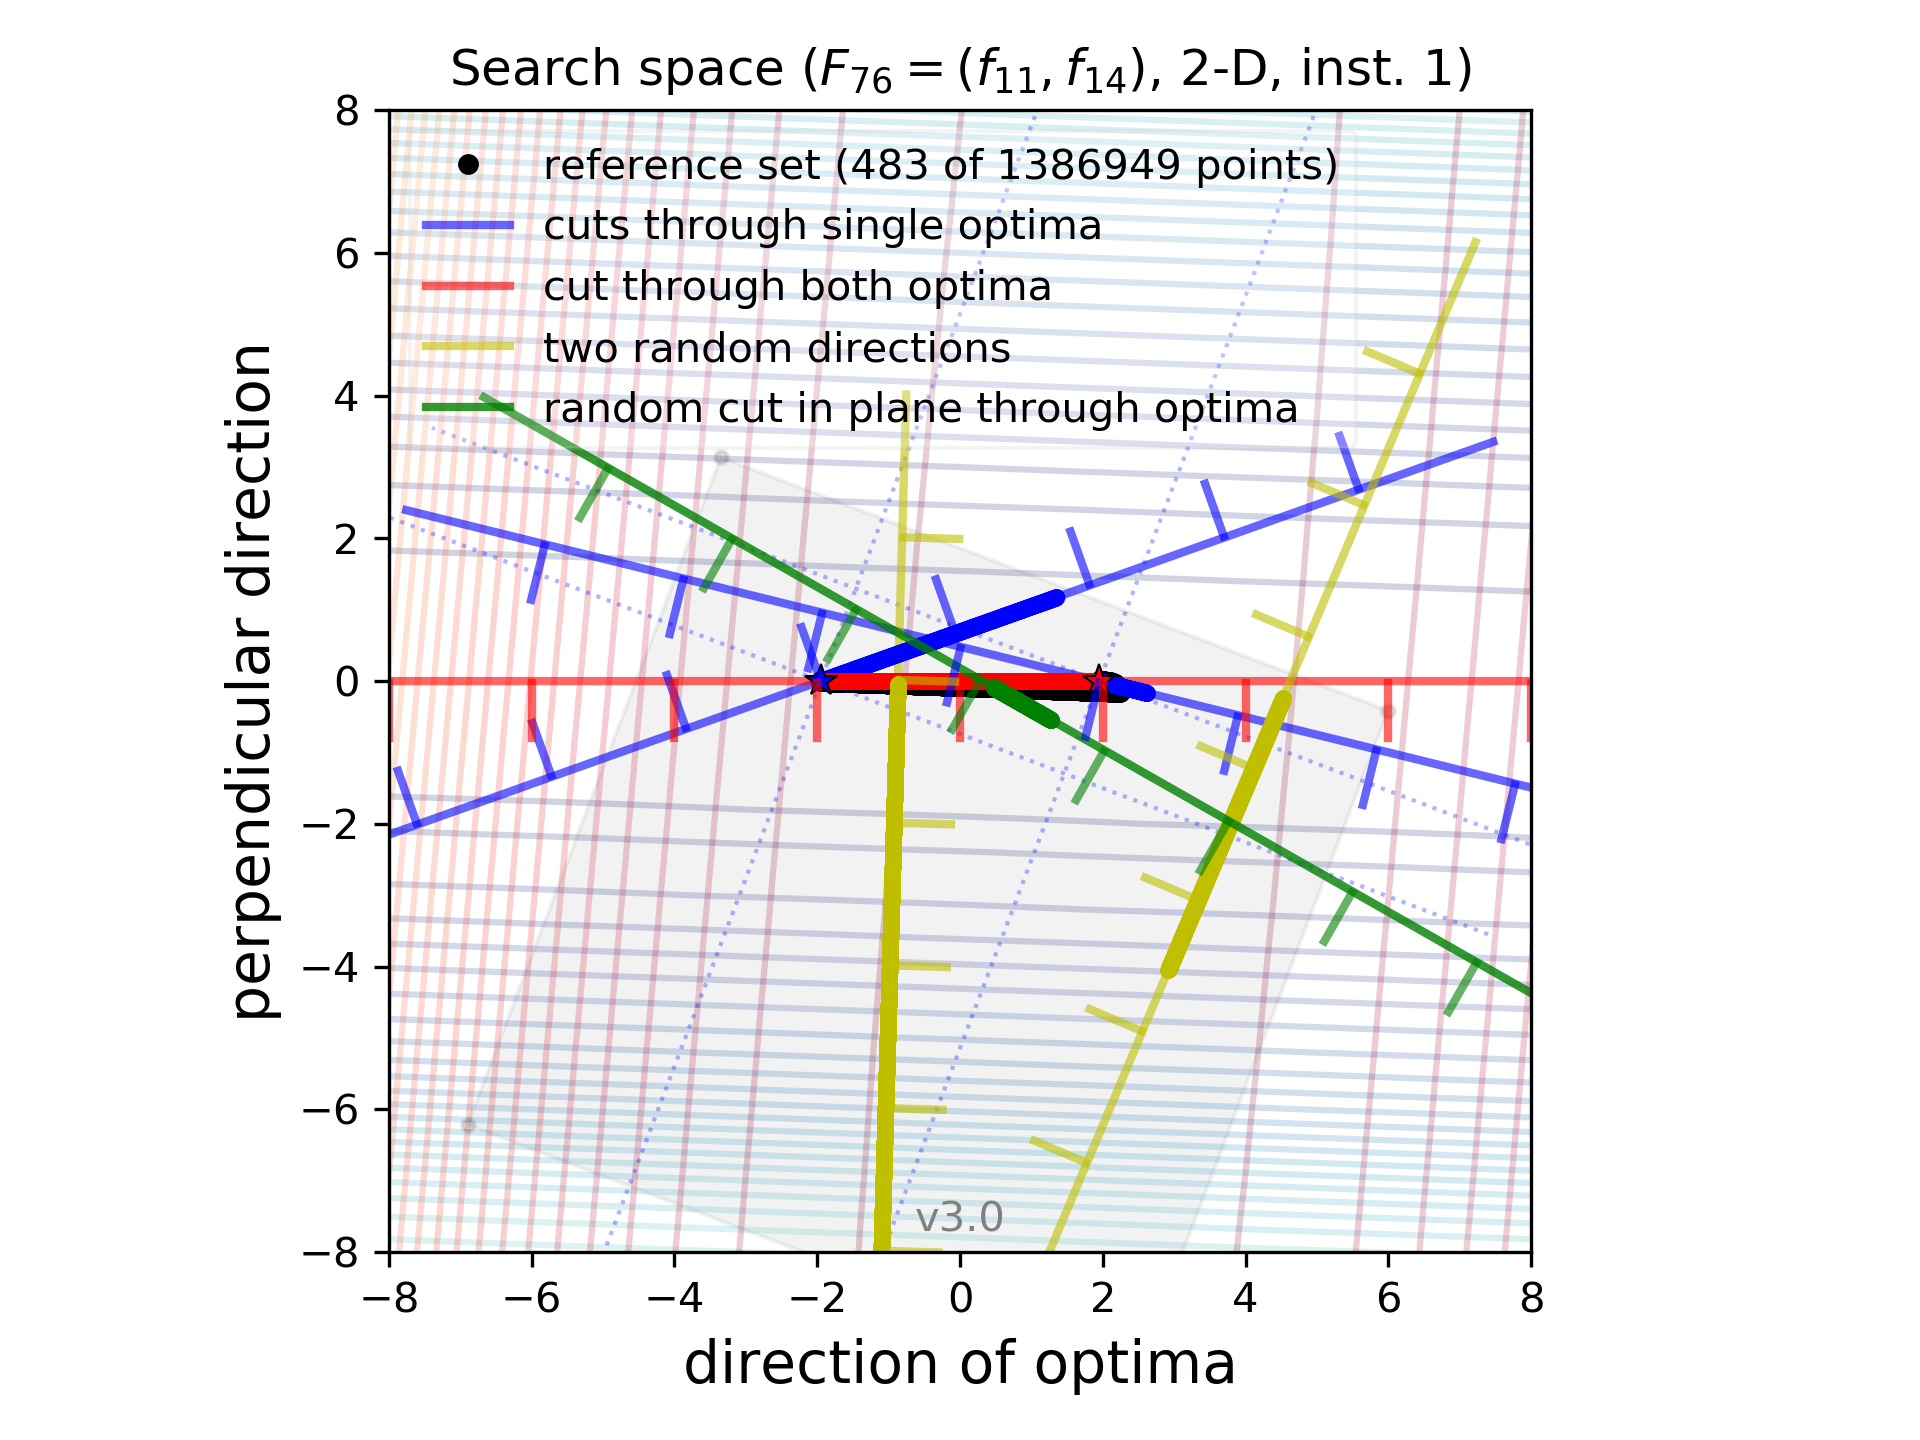 Search space (F76 = (f11, f14), 2-D, inst. 1)
8
6
4
2
0
−2
−4
−6
−8
perpendicular direction
reference set (483 of 1386949 points)
cuts through single optima
cut through both optima
two random directions
random cut in plane through optima
v3.0
−8 −6 −4 −2 0 2 4 6 8
direction of optima